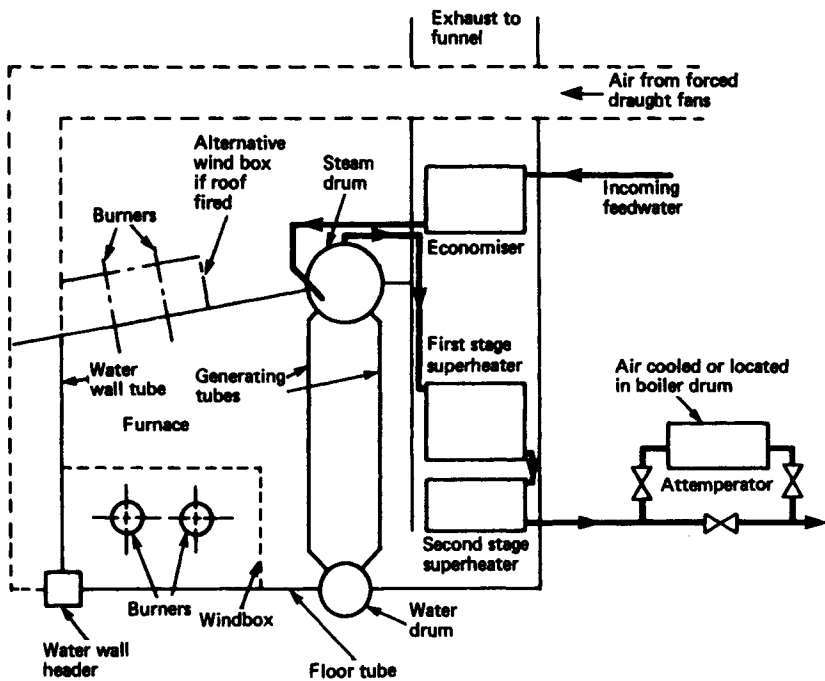 Exhaust to
funnel
Air from forced
draught fans
Alternative
wind box
if roof
fired
Steam
drum
Burners
Incoming
feedwater
Economiser
First stage
superheater
Water
wall tube
Generating
tubes
Air cooled or located
in boiler drum
Furnace
Attemperator
Second stage
superheater
Burners
Windbox
Water
drum
Water wall
header
Floor tube